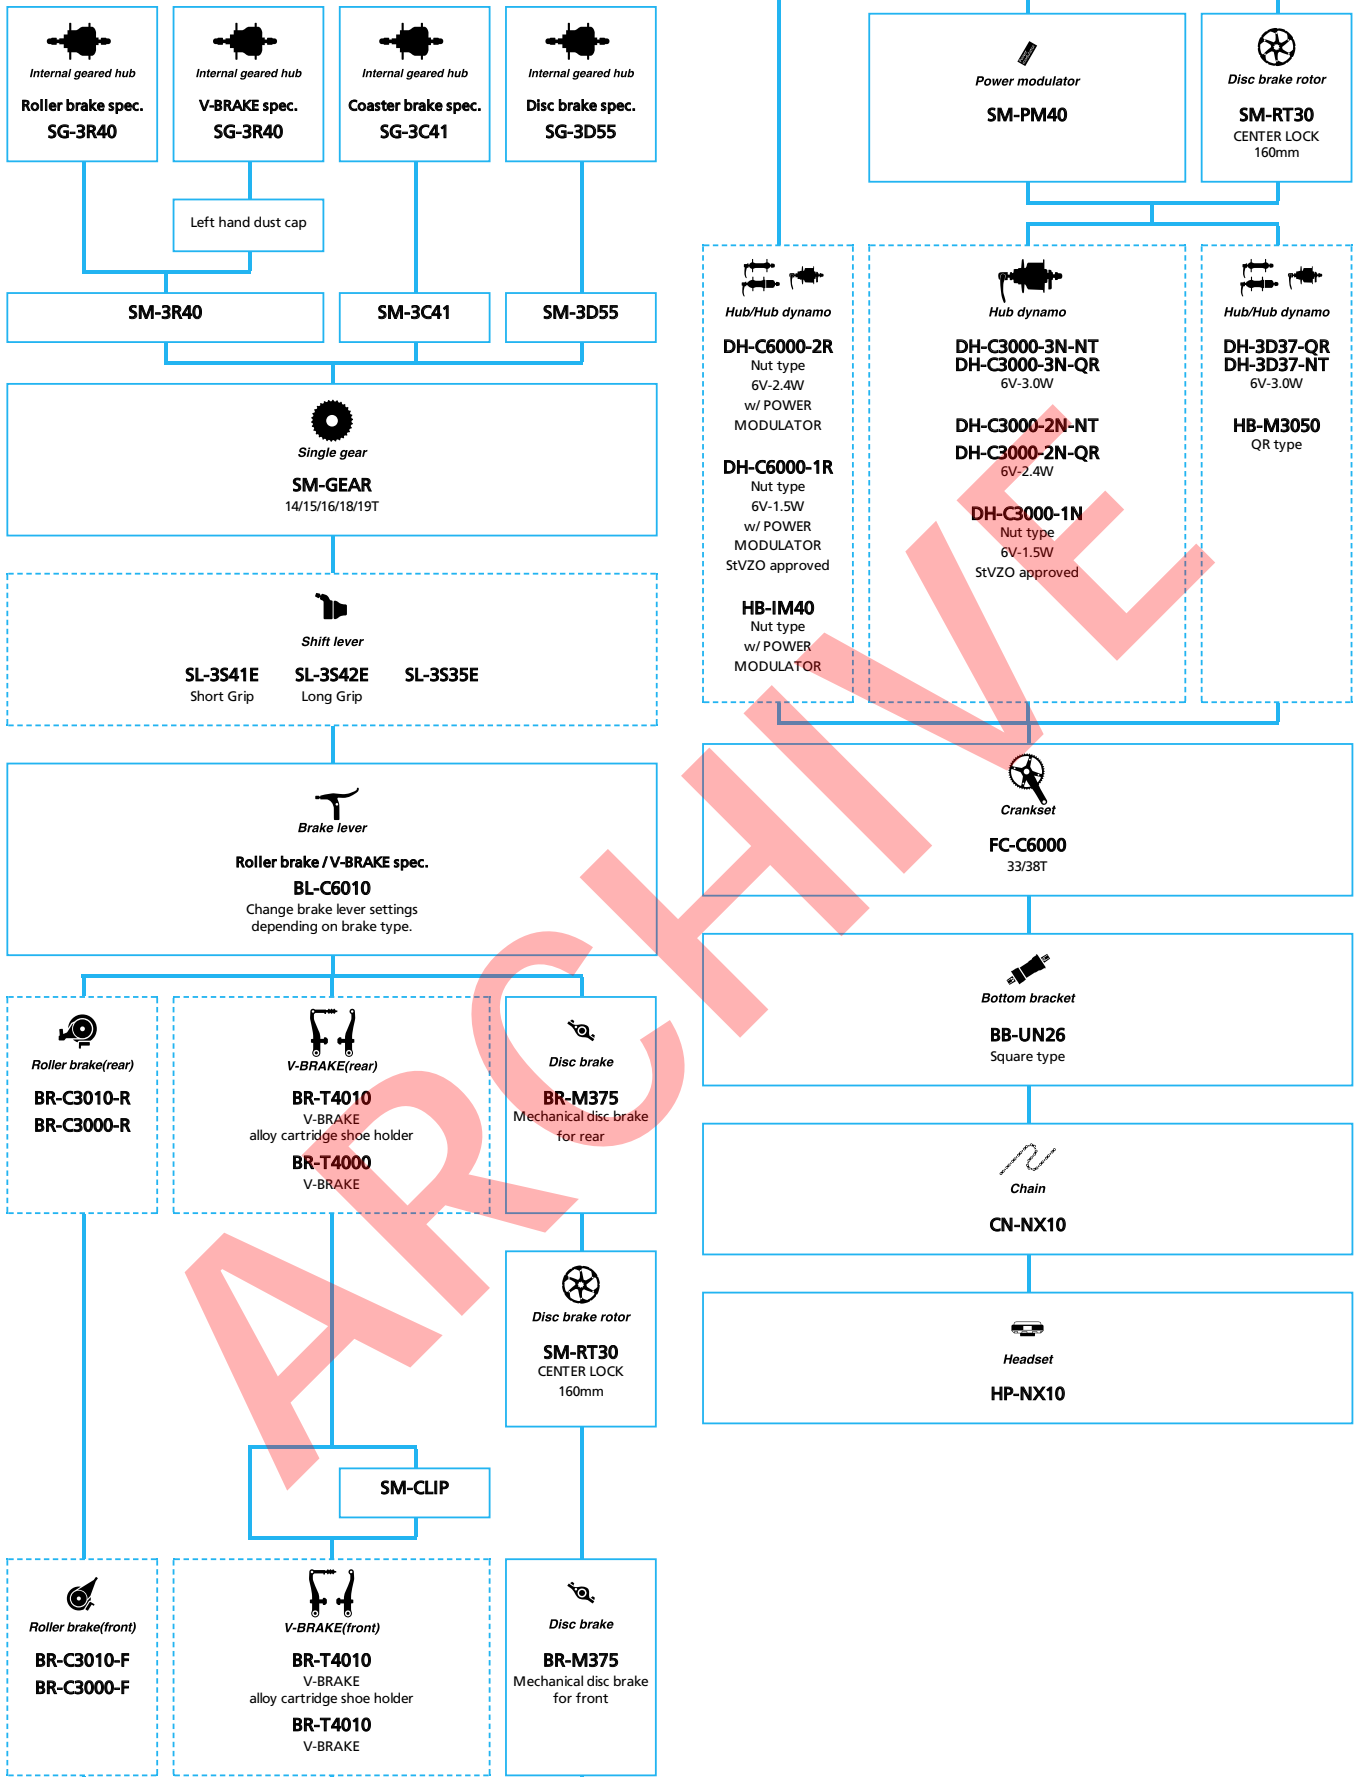 Internal geared hub
Roller brake spec.
SG-3R40
Internal geared hub
V-BRAKE spec.
SG-3R40
Internal geared hub
Coaster brake spec.
SG-3C41
Internal geared hub
Disc brake spec.
SG-3D55
Left hand dust cap
SM-3R40
SM-3C41
SM-3D55
Single gear
SM-GEAR
14/15/16/18/19T
Shift lever
SL-3S41E
Short Grip
SL-3S42E
Long Grip
SL-3S35E
Brake lever
Roller brake / V-BRAKE spec.
BL-C6010
Change brake lever settings
depending on brake type.
Roller brake(rear)
BR-C3010-R
BR-C3000-R
V-BRAKE(rear)
BR-T4010
V-BRAKE
alloy cartridge shoe holder
BR-T4000
V-BRAKE
Disc brake
BR-M375
Mechanical disc brake
for rear
Disc brake rotor
SM-RT30
CENTER LOCK
160mm
SM-CLIP
Roller brake(front)
BR-C3010-F
BR-C3000-F
V-BRAKE(front)
BR-T4010
V-BRAKE
alloy cartridge shoe holder
BR-T4010
V-BRAKE
Disc brake
BR-M375
Mechanical disc brake
for front
Power modulator
SM-PM40
Disc brake rotor
SM-RT30
CENTER LOCK
160mm
Hub/Hub dynamo
DH-C6000-2R
Nut type
6V-2.4W
w/ POWER
MODULATOR
DH-C6000-1R
Nut type
6V-1.5W
w/ POWER
MODULATOR
StVZO approved
HB-IM40
Nut type
w/ POWER
MODULATOR
Hub dynamo
DH-C3000-3N-NT
DH-C3000-3N-QR
6V-3.0W
DH-C3000-2N-NT
DH-C3000-2N-QR
6V-2.4W
DH-C3000-1N
Nut type
6V-1.5W
StVZO approved
Hub/Hub dynamo
DH-3D37-QR
DH-3D37-NT
6V-3.0W
HB-M3050
QR type
Crankset
FC-C6000
33/38T
Bottom bracket
BB-UN26
Square type
Chain
CN-NX10
Headset
HP-NX10
ARCHIVE